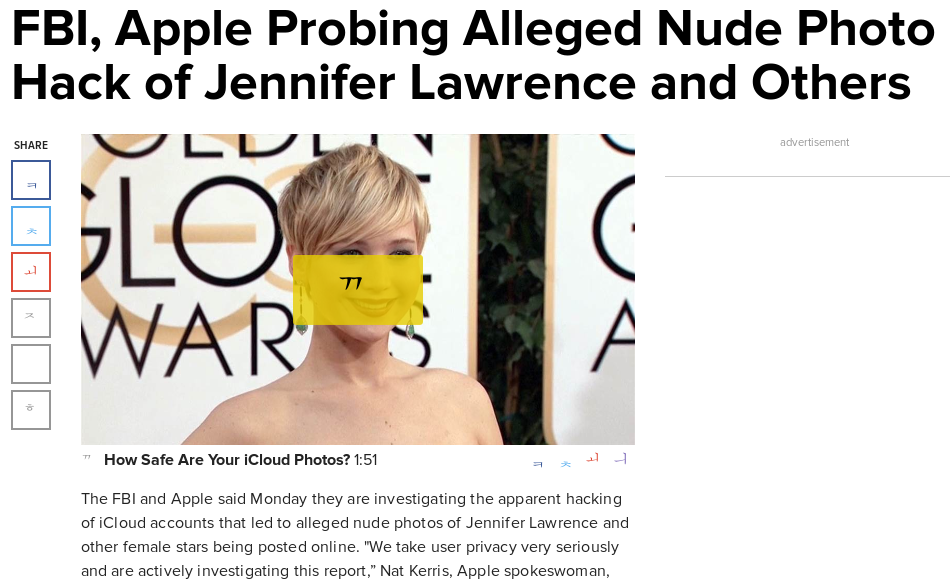 FBI, Apple Probing Alleged Nude Photo
Hack of Jennifer Lawrence and Others
SHARE
advertisement
ㅋ
ㅊ
ㅈ
ㅎ
GOLDEN
GLO
WARDS
ㄲ
ㄲ How Safe Are Your iCloud Photos? 1:51
ㅋ ㅊ
The FBI and Apple said Monday they are investigating the apparent hacking
of iCloud accounts that led to alleged nude photos of Jennifer Lawrence and
other female stars being posted online. "We take user privacy very seriously
and are actively investigating this report,” Nat Kerris, Apple spokeswoman,